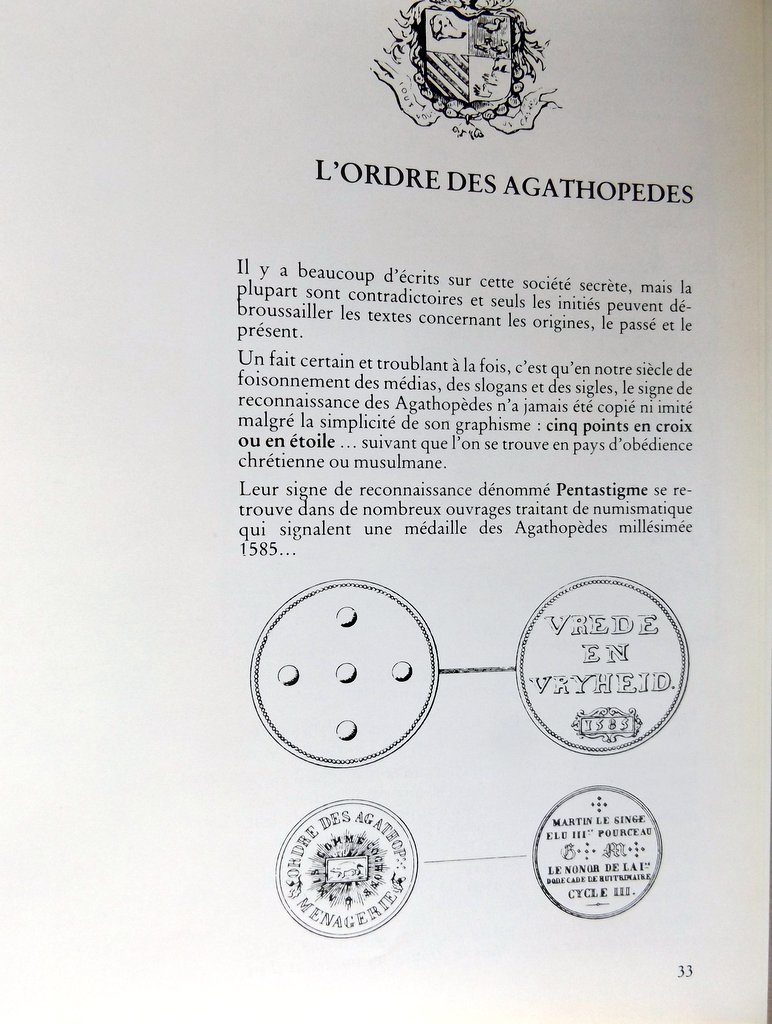 TOUT
L'ORDRE DES AGATHOPEDES
Il y a beaucoup d'écrits sur cette société secrète, mais la
plupart sont contradictoires et seuls les initiés peuvent dé-
broussailler les textes concernant les origines, le passé et le
présent.
Un fait certain et troublant à la fois, c'est qu'en notre siècle de
foisonnement des médias, des slogans et des sigles, le signe de
reconnaissance des Agathopèdes n'a jamais été copié ni imité
malgré la simplicité de son graphisme : cinq points en croix
ou en étoile ... suivant que l'on se trouve en pays d'obédience
chrétienne ou musulmane.
Leur signe de reconnaissance dénommé Pentastigme se re-
trouve dans de nombreux ouvrages traitant de numismatique
qui signalent une médaille des Agathopèdes millésimée
1585...
VREDE
EN
VRYHEID.
1585
ORDRE DES AGATHOP
MENAGERIE
COMME COCHONS
MARTIN LE SINGE
ELU III POURCEAU
LE NONOR DE LA I
DODECADE DE
CYCLE III.
33